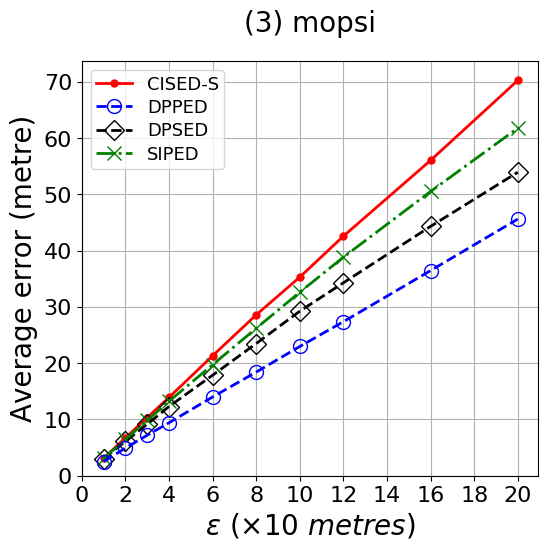 (3) mopsi
CISED-S
DPPED
DPSED
SIPED
Average error (metre)
70
60
50
40
30
20
10
0
0 2 4 6 8 10 12 14 16 18 20
ε (×10 metres)